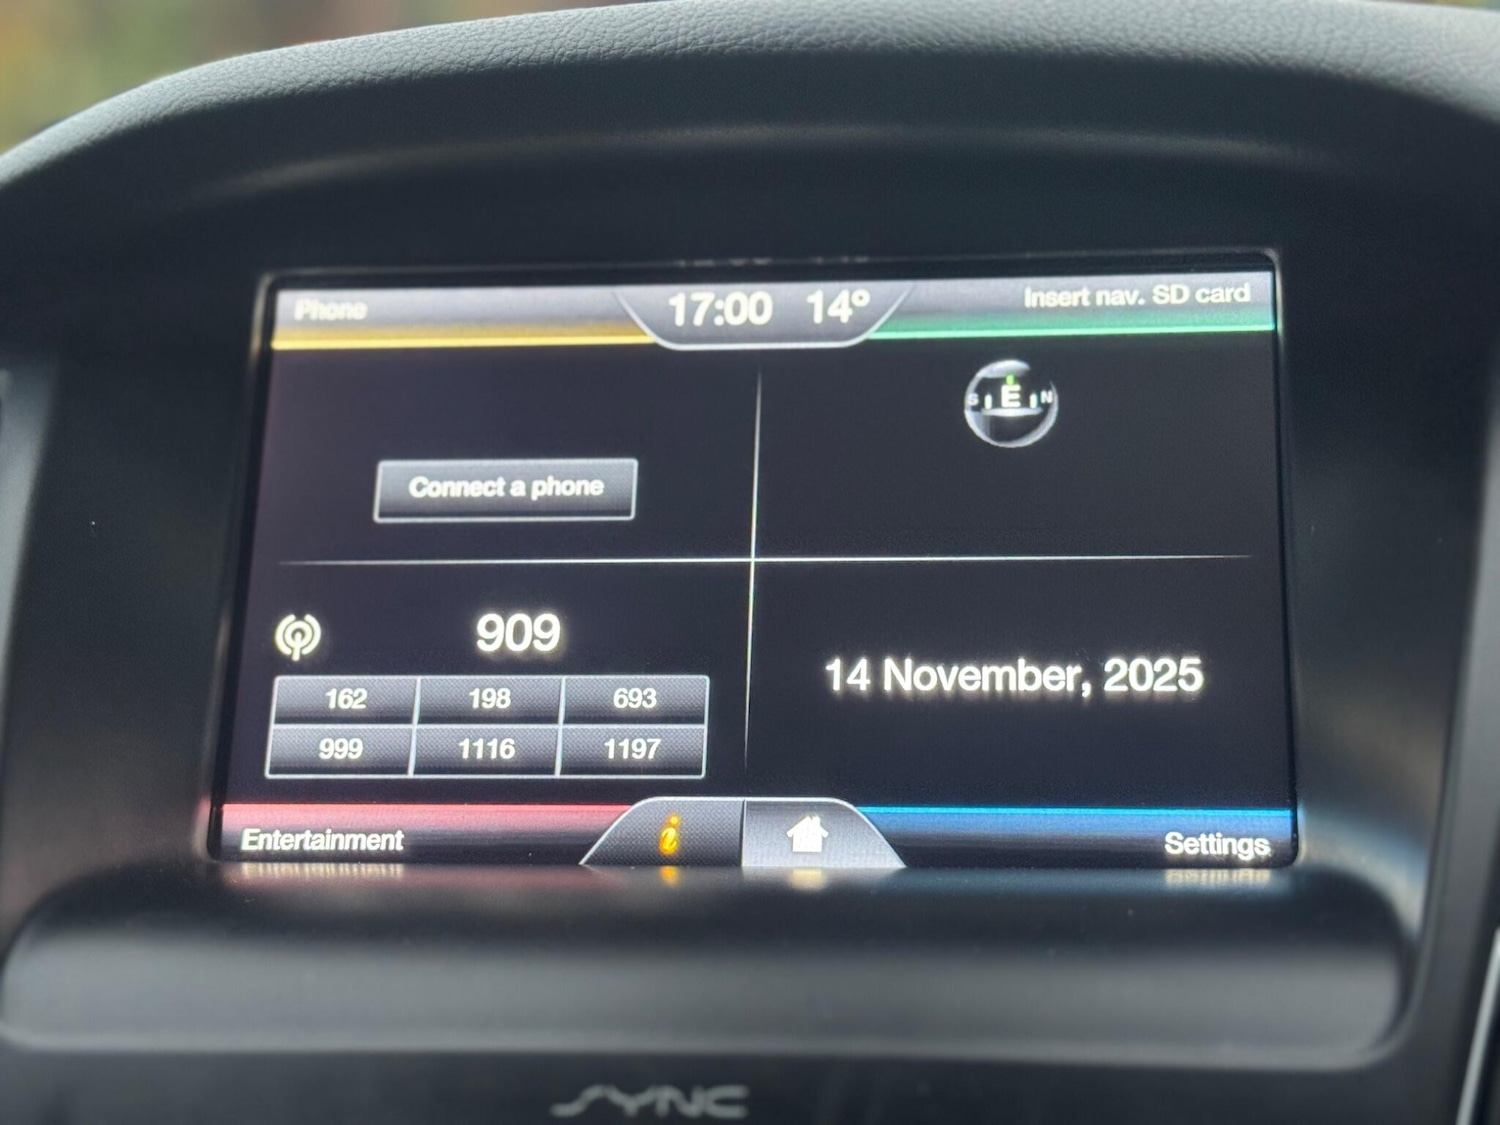 Phone
17:00 14°
Insert nav. SD card
S E N
Connect a phone
909
162 198 693
999 1116 1197
14 November, 2025
Entertainment
i
Settings
SYNC